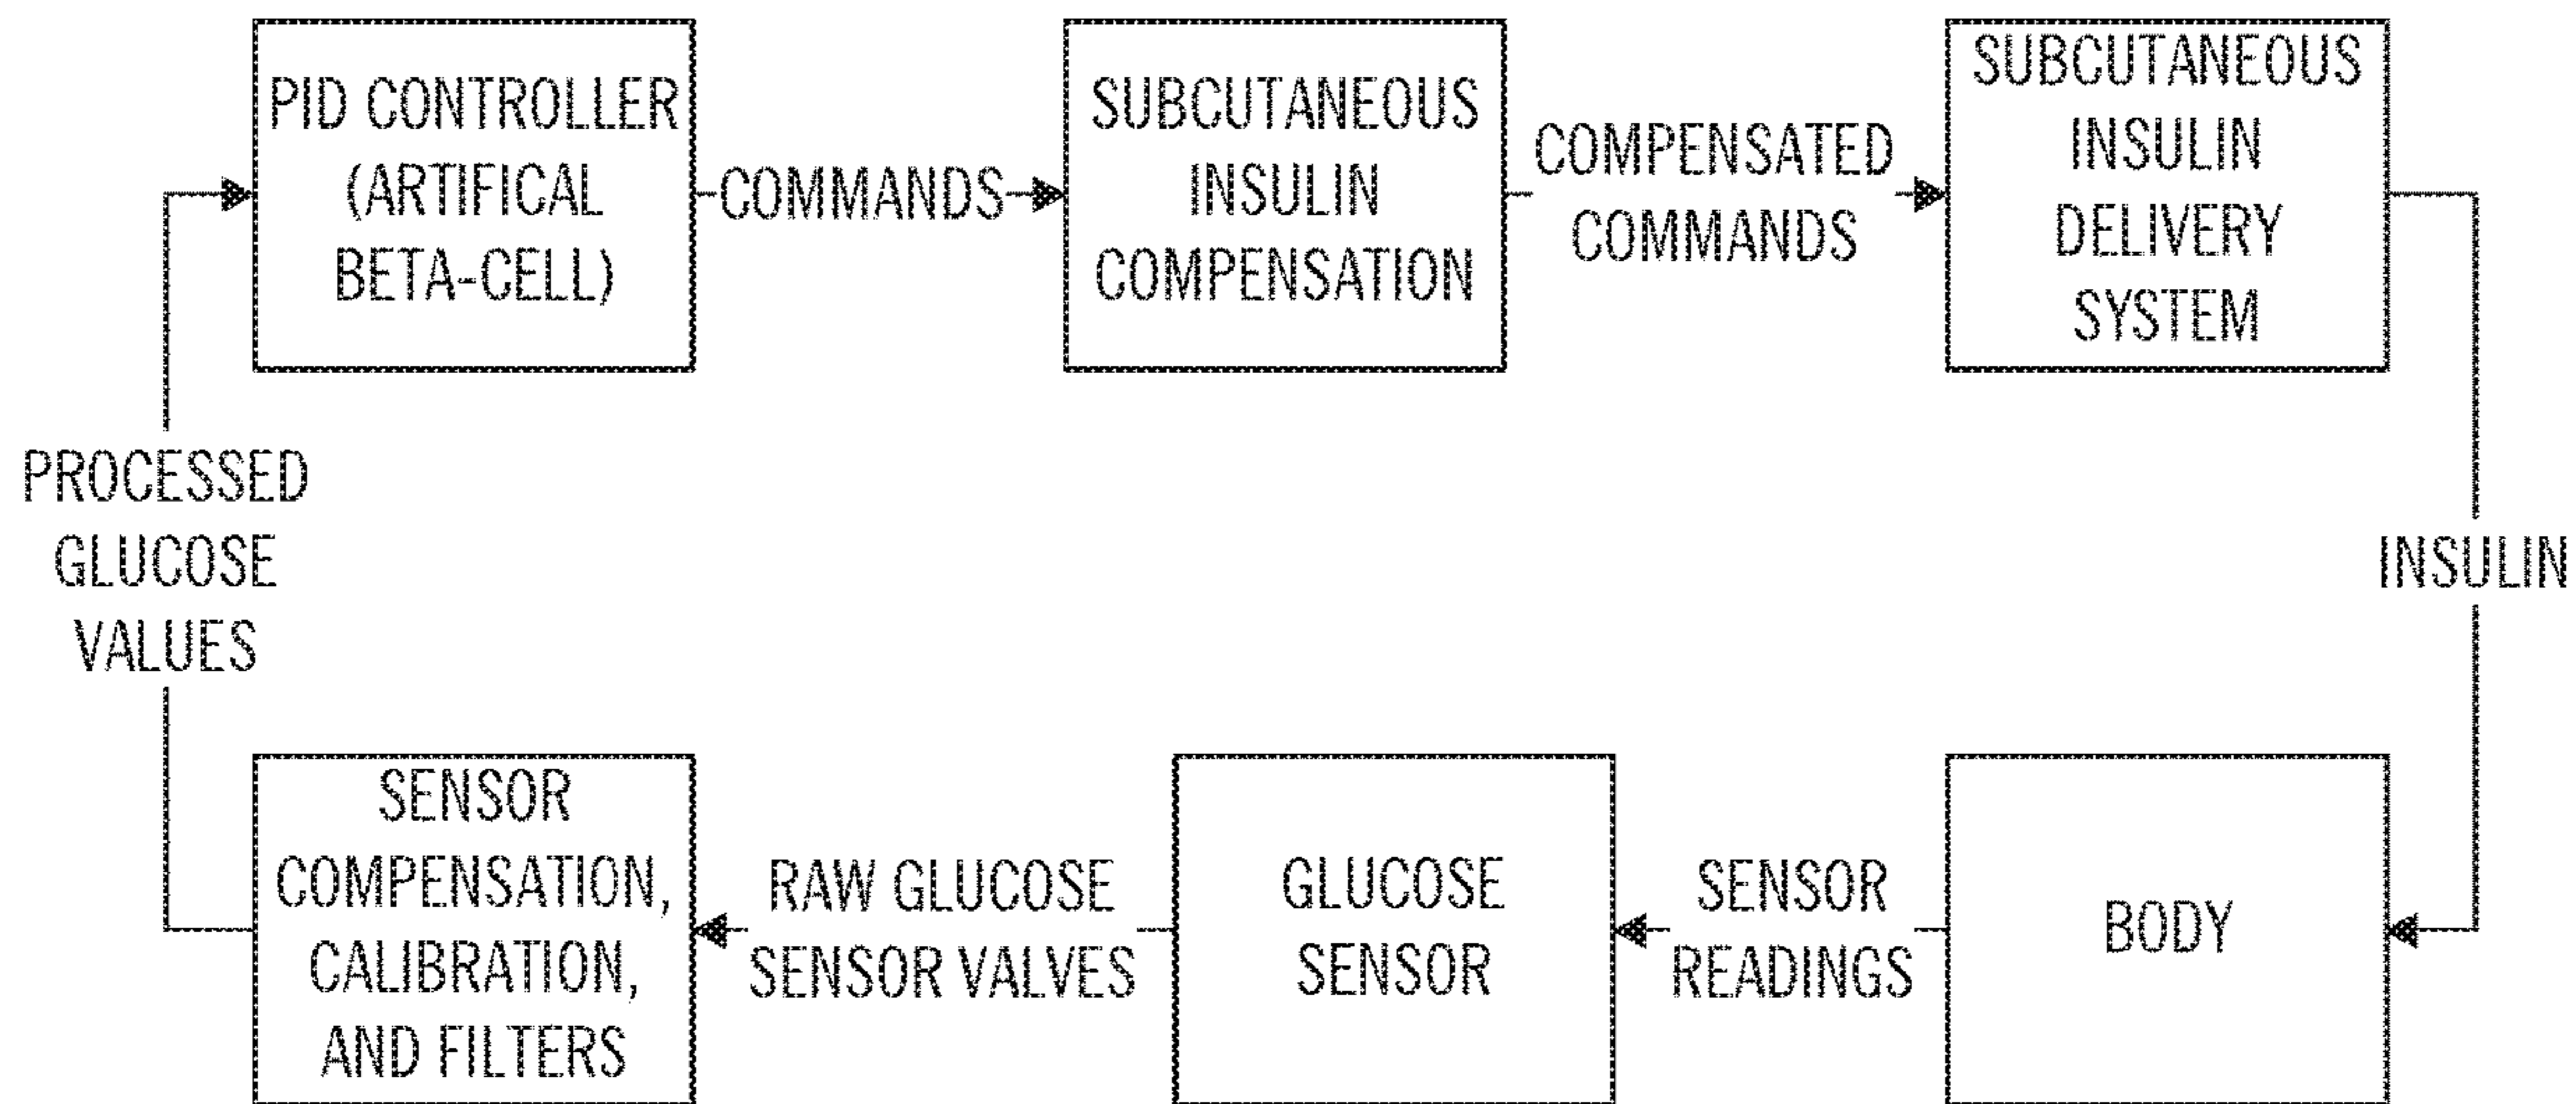 PID CONTROLLER
(ARTIFICAL
BETA-CELL)
COMMANDS
SUBCUTANEOUS
INSULIN
COMPENSATION
COMPENSATED
COMMANDS
SUBCUTANEOUS
INSULIN
DELIVERY
SYSTEM
INSULIN
BODY
SENSOR
READINGS
GLUCOSE
SENSOR
RAW GLUCOSE
SENSOR VALVES
SENSOR
COMPENSATION,
CALIBRATION,
AND FILTERS
PROCESSED
GLUCOSE
VALUES